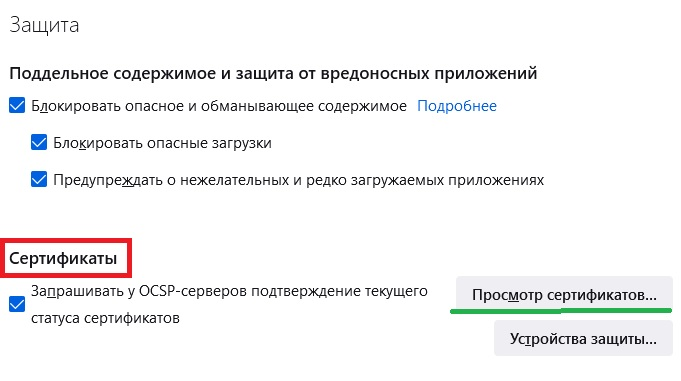 Защита
Поддельное содержимое и защита от вредоносных приложений
Блокировать опасное и обманывающее содержимое Подробнее
Блокировать опасные загрузки
Предупреждать о нежелательных и редко загружаемых приложениях
Сертификаты
Запрашивать у OCSP-серверов подтверждение текущего
статуса сертификатов
Просмотр сертификатов...
Устройства защиты...